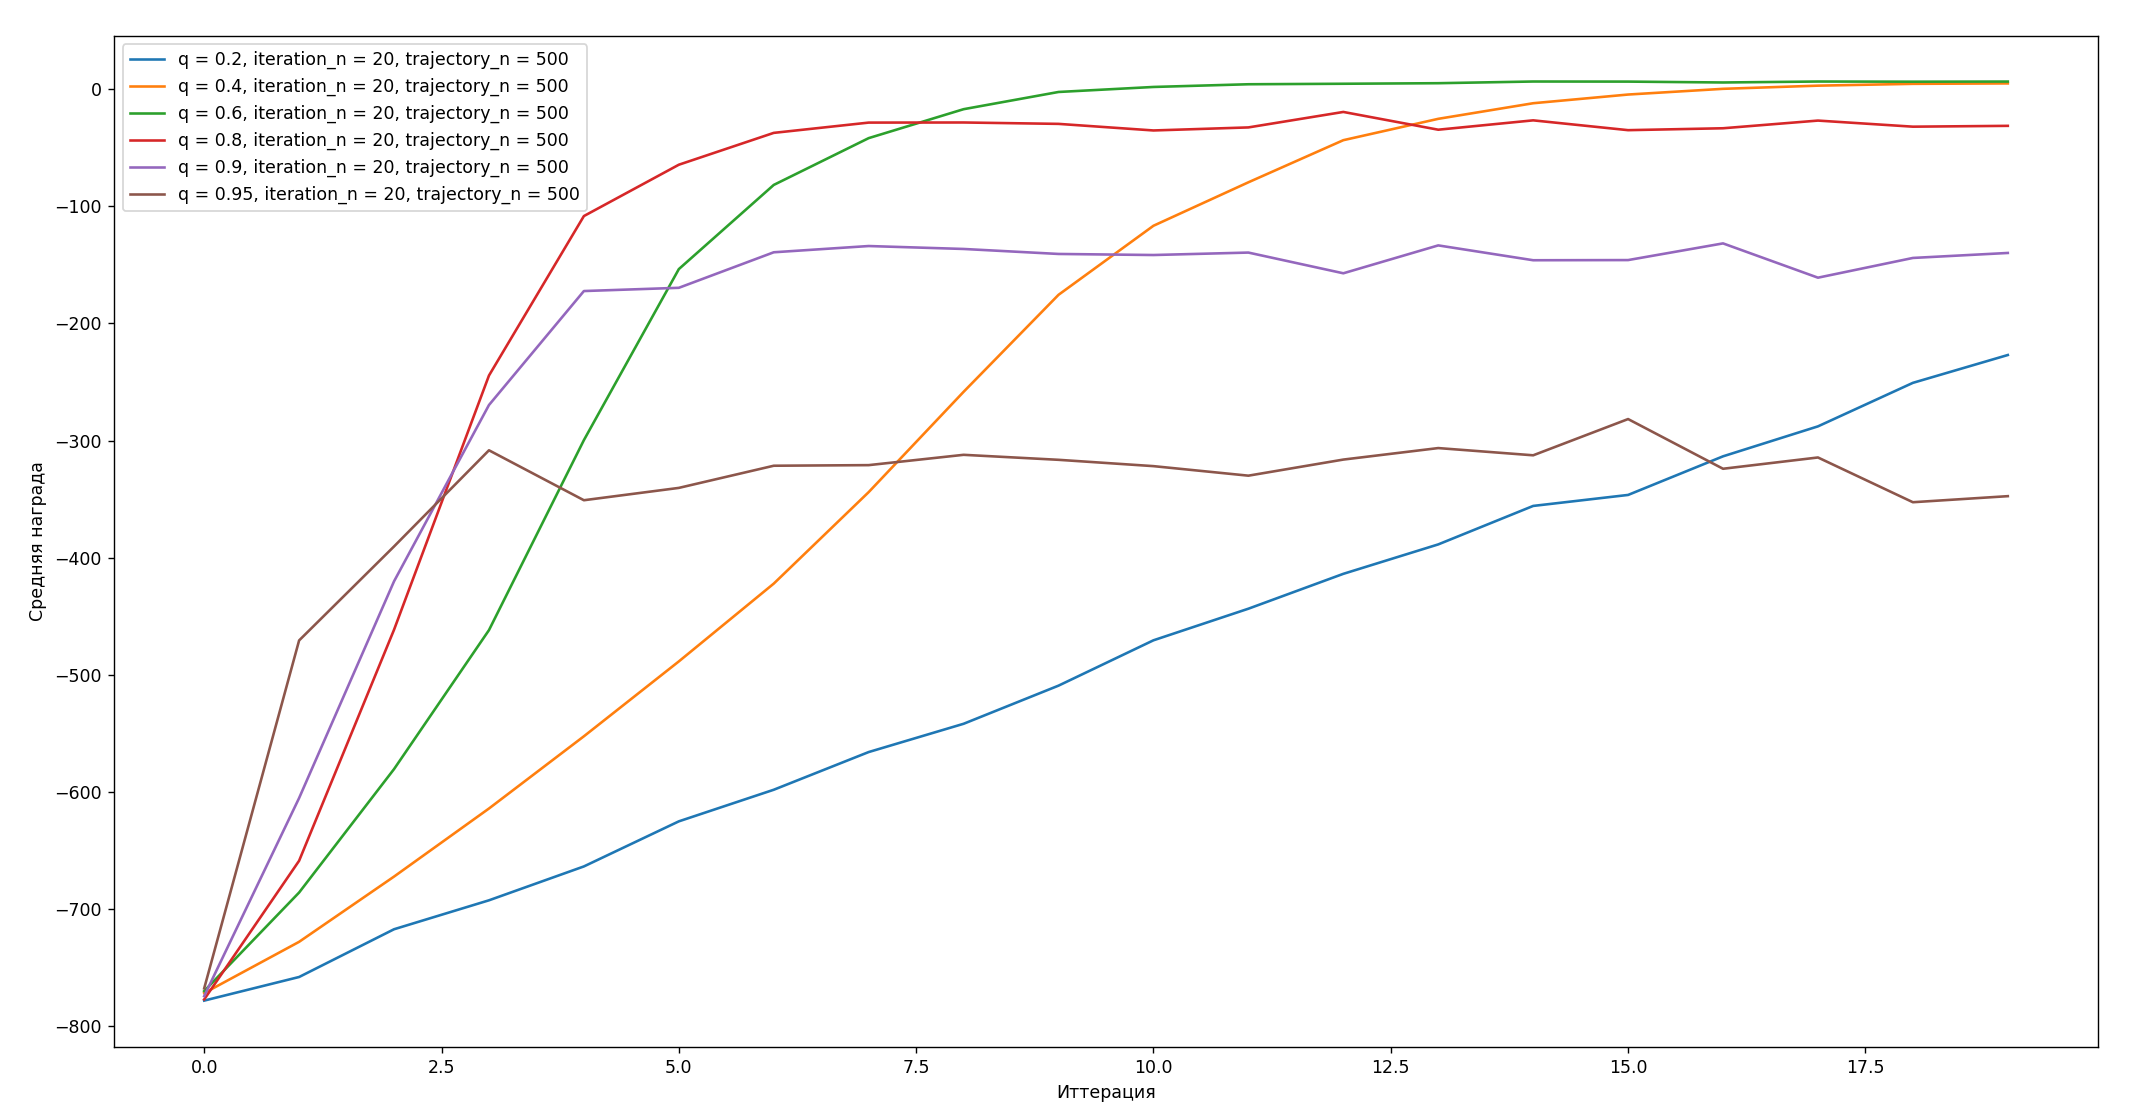 q = 0.2, iteration_n = 20, trajectory_n = 500
q = 0.4, iteration_n = 20, trajectory_n = 500
q = 0.6, iteration_n = 20, trajectory_n = 500
q = 0.8, iteration_n = 20, trajectory_n = 500
q = 0.9, iteration_n = 20, trajectory_n = 500
q = 0.95, iteration_n = 20, trajectory_n = 500
Средняя награда
0
−100
−200
−300
−400
−500
−600
−700
−800
0.0 2.5 5.0 7.5 10.0 12.5 15.0 17.5
Иттерация